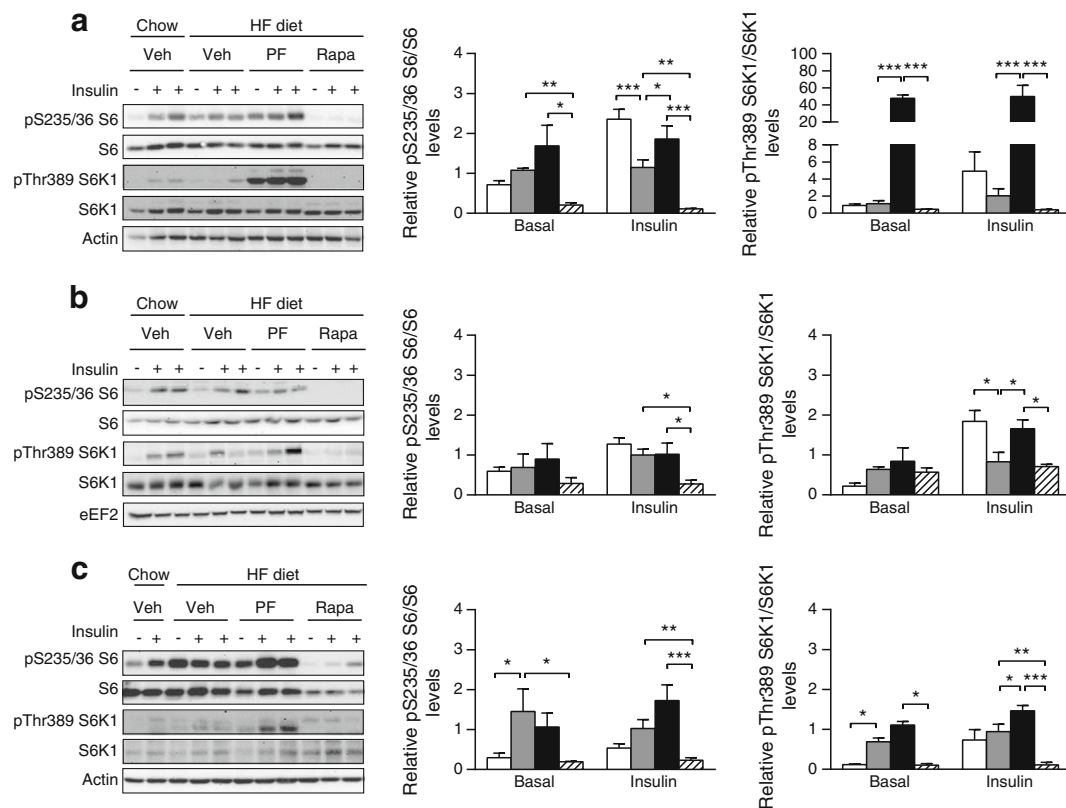 a
Chow HF diet
Veh Veh PF Rapa
Insulin - + + - + + - + + - + +
pS235/36 S6
S6
pThr389 S6K1
S6K1
Actin
Relative pS235/36 S6/S6
levels
4
3
2
1
0
**
*
**
***
*
***
Basal Insulin
Relative pThr389 S6K1/S6K1
levels
100
80
60
40
20
8
6
4
2
0
*** ***
*** ***
Basal Insulin
b
Chow HF diet
Veh Veh PF Rapa
Insulin - + + - + + - + + - + +
pS235/36 S6
S6
pThr389 S6K1
S6K1
eEF2
Relative pS235/36 S6/S6
levels
4
3
2
1
0
*
*
Basal Insulin
Relative pThr389 S6K1/S6K1
levels
4
3
2
1
0
* *
*
Basal Insulin
c
Chow HF diet
Veh Veh PF Rapa
Insulin - + - + + - + + - + +
pS235/36 S6
S6
pThr389 S6K1
S6K1
Actin
Relative pS235/36 S6/S6
levels
4
3
2
1
0
* *
**
***
Basal Insulin
Relative pThr389 S6K1/S6K1
levels
4
3
2
1
0
*
*
**
* ***
Basal Insulin